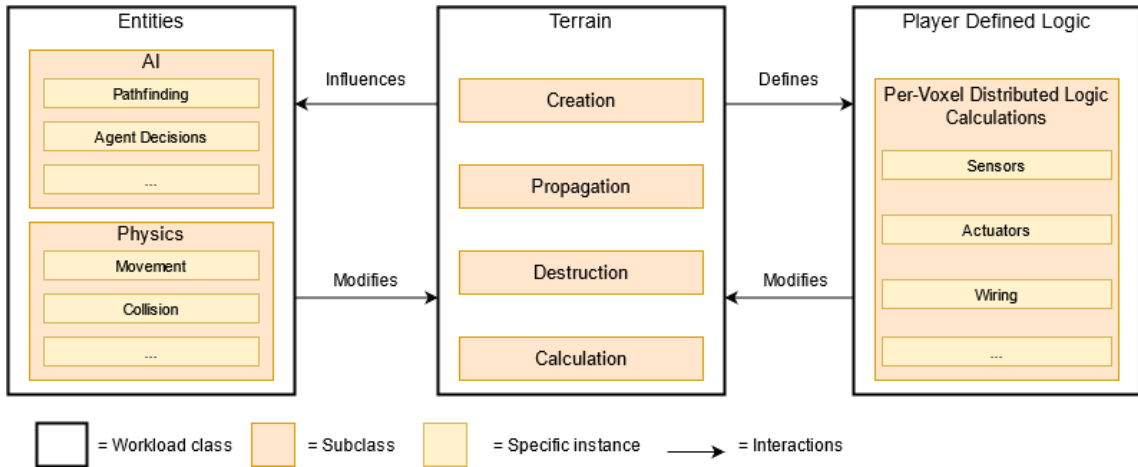 Entities
AI
Pathfinding
Agent Decisions
...
Physics
Movement
Collision
...
Influences
Modifies
Terrain
Creation
Propagation
Destruction
Calculation
Defines
Modifies
Player Defined Logic
Per-Voxel Distributed Logic
Calculations
Sensors
Actuators
Wiring
...
= Workload class
= Subclass
= Specific instance
= Interactions